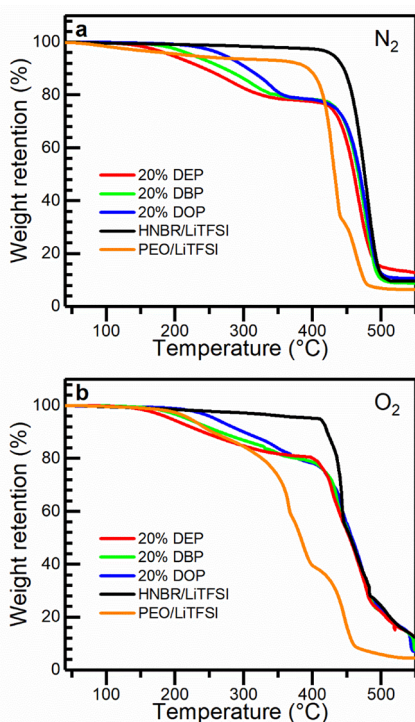 a
N₂
Weight retention (%)
100
80
60
40
20
0
20% DEP
20% DBP
20% DOP
HNBR/LiTFSI
PEO/LiTFSI
100 200 300 400 500
Temperature (°C)
b
O₂
Weight retention (%)
100
80
60
40
20
0
20% DEP
20% DBP
20% DOP
HNBR/LiTFSI
PEO/LiTFSI
100 200 300 400 500
Temperature (°C)